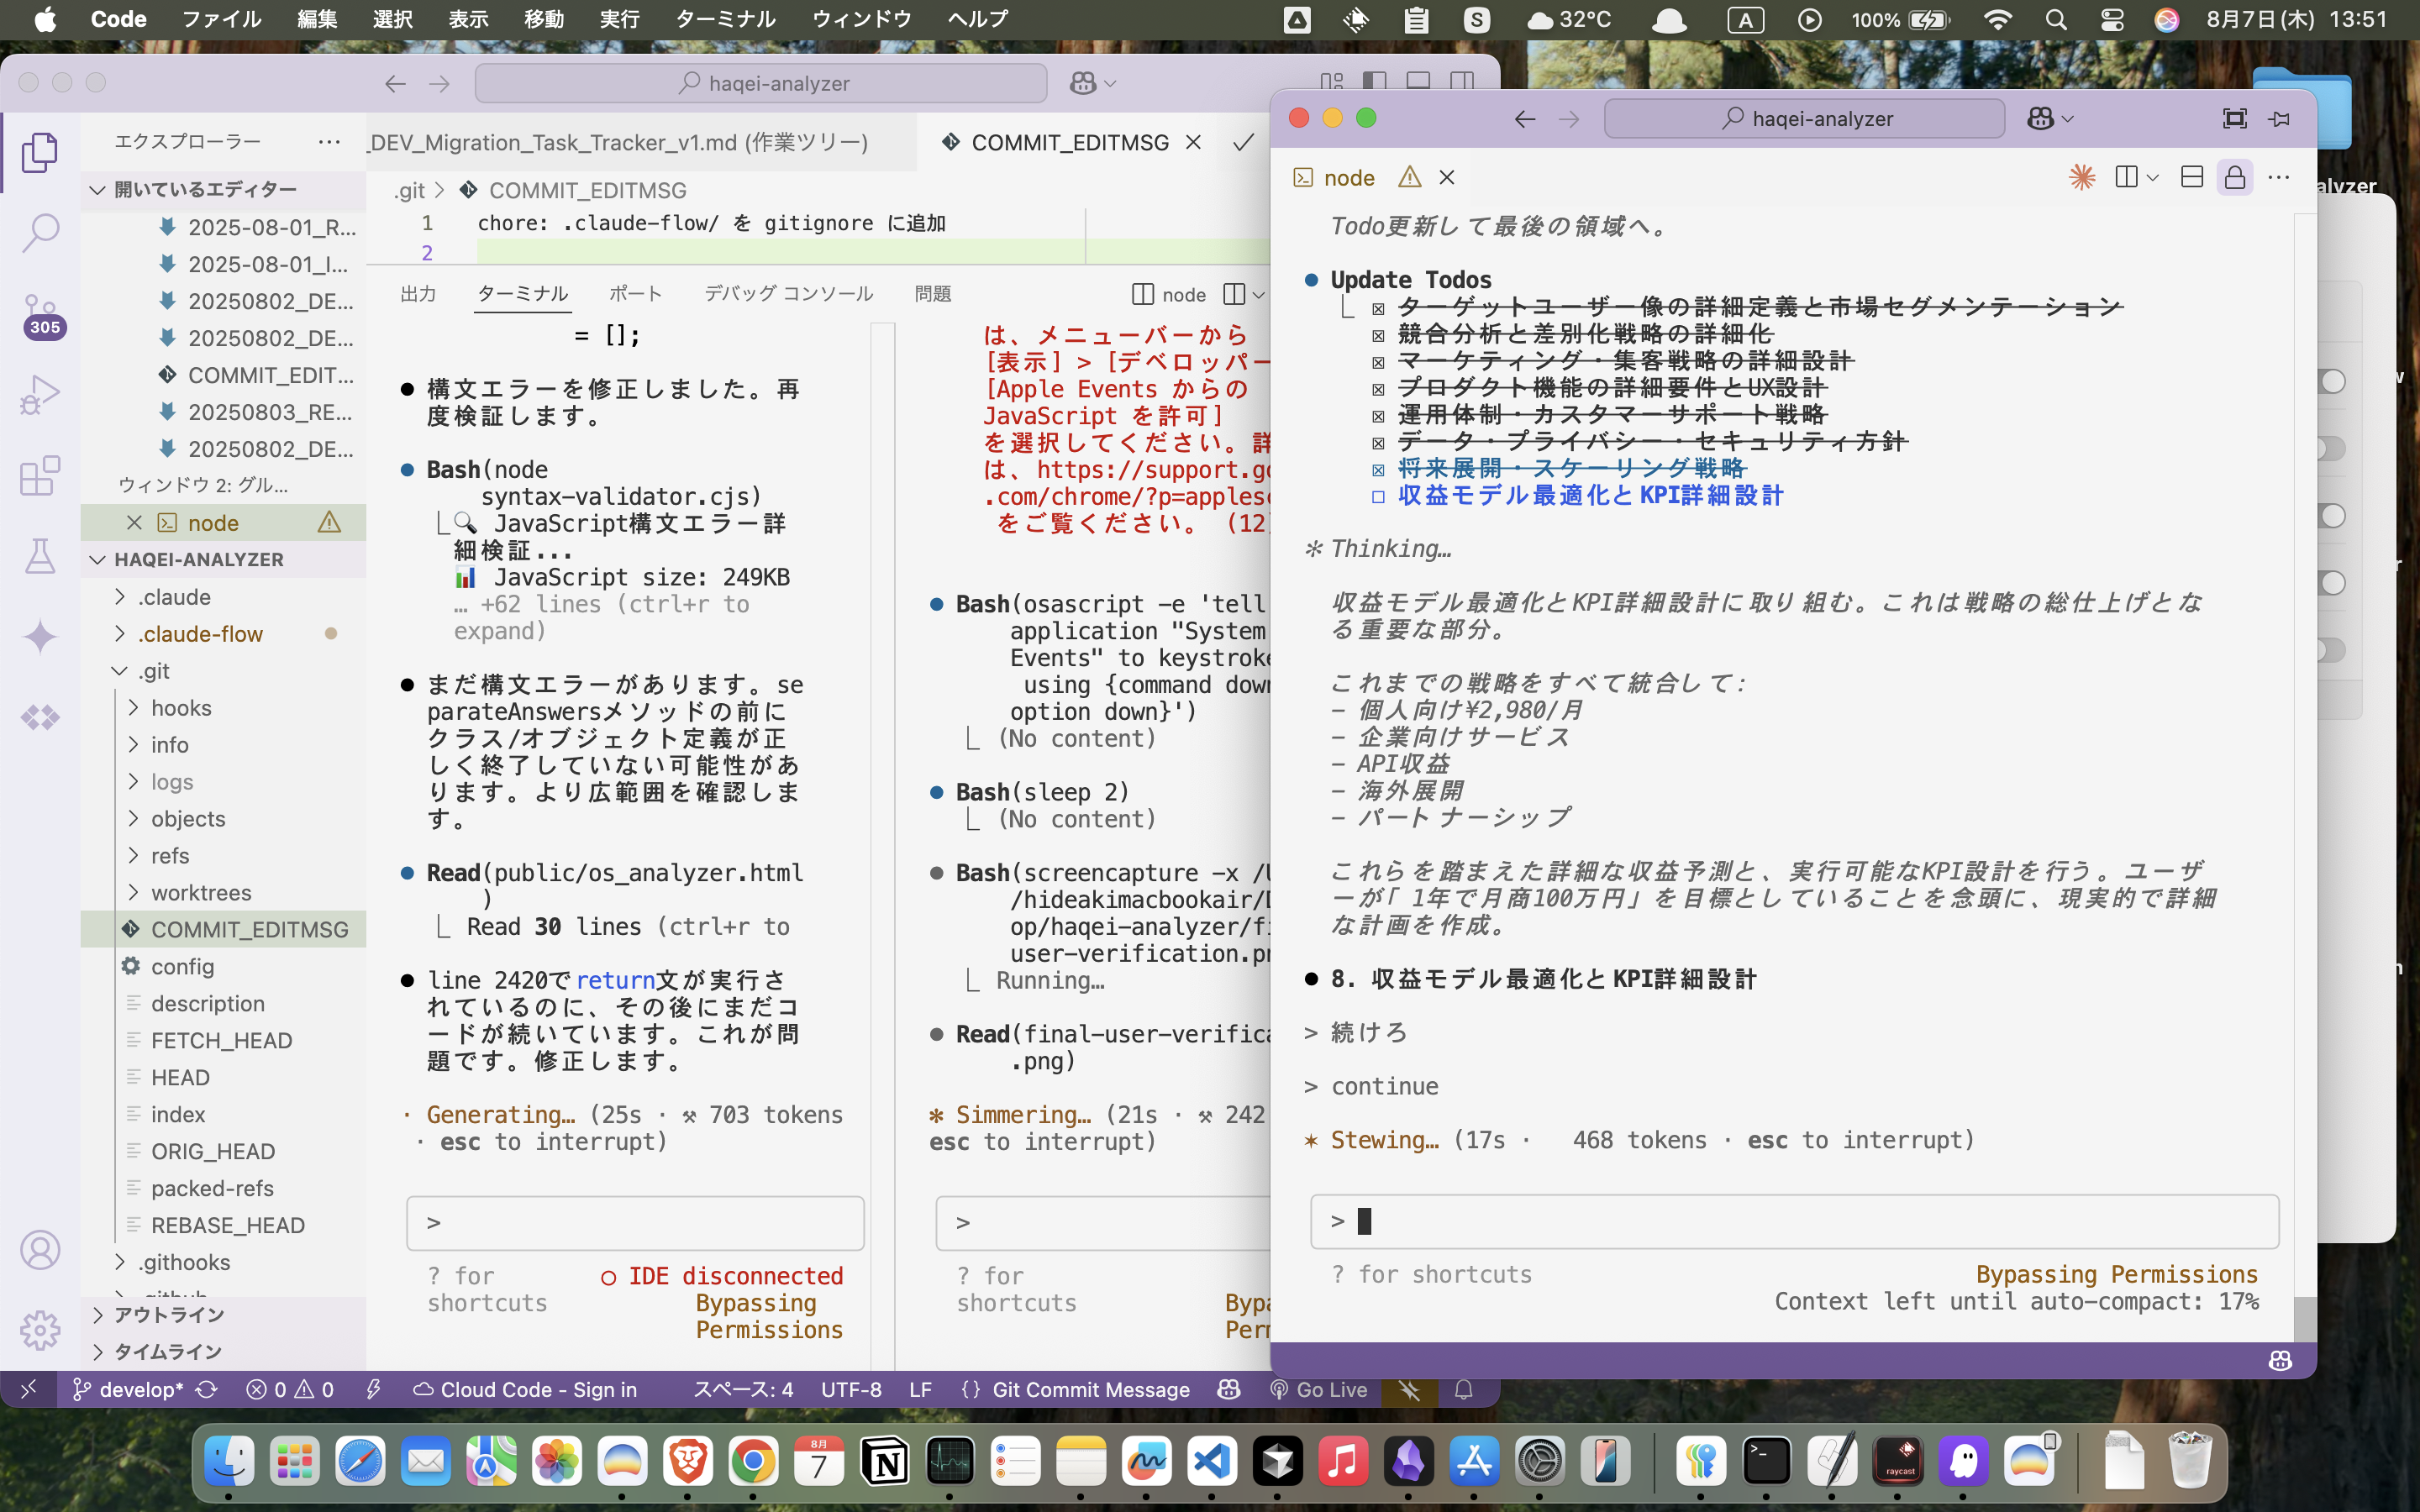 Code ファイル 編集 選択 表示 移動 実行 ターミナル ウィンドウ ヘルプ
32°C A 100% 8月7日(木) 13:51
haqei-analyzer
エクスプローラー
開いているエディター
2025-08-01_R...
2025-08-01_I...
20250802_DE...
20250802_DE...
COMMIT_EDIT...
20250803_RE...
20250802_DE...
ウィンドウ 2: グル...
node
HAQEI-ANALYZER
.claude
.claude-flow
.git
hooks
info
logs
objects
refs
worktrees
COMMIT_EDITMSG
config
description
FETCH_HEAD
HEAD
index
ORIG_HEAD
packed-refs
REBASE_HEAD
.githooks
アウトライン
タイムライン
305
_DEV_Migration_Task_Tracker_v1.md (作業ツリー)
COMMIT_EDITMSG
.git > COMMIT_EDITMSG
1 chore: .claude-flow/ を gitignore に追加
2
出力 ターミナル ポート デバッグ コンソール 問題 node
= [];
構文エラーを修正しました。再
度検証します。
Bash(node
syntax-validator.cjs)
JavaScript構文エラー詳
細検証...
JavaScript size: 249KB
… +62 lines (ctrl+r to
expand)
まだ構文エラーがあります。se
parateAnswersメソッドの前に
クラス/オブジェクト定義が正
しく終了していない可能性があ
ります。より広範囲を確認しま
す。
Read(public/os_analyzer.html
)
Read 30 lines (ctrl+r to
line 2420でreturn文が実行さ
れているのに、その後にまだコ
ードが続いています。これが問
題です。修正します。
· Generating… (25s · ⚒ 703 tokens
· esc to interrupt)
>
? for
shortcuts
IDE disconnected
Bypassing
Permissions
は、メニューバーから
[表示] > [デベロッパー
[Apple Events からの
JavaScript を許可]
を選択してください。詳
は、https://support.go
.com/chrome/?p=applesc
をご覧ください。 (12)
Bash(osascript -e 'tell
application "System
Events" to keystroke
using {command down
option down}')
(No content)
Bash(sleep 2)
(No content)
Bash(screencapture -x /U
/hideakimacbookair/D
op/haqei-analyzer/fi
user-verification.pn
Running…
Read(final-user-verifica
.png)
Simmering… (21s · ⚒ 242
esc to interrupt)
>
? for
shortcuts
Bypa
Perm
haqei-analyzer
node
Todo更新して最後の領域へ。
Update Todos
☒ ターゲットユーザー像の詳細定義と市場セグメンテーション
☒ 競合分析と差別化戦略の詳細化
☒ マーケティング・集客戦略の詳細設計
☒ プロダクト機能の詳細要件とUX設計
☒ 運用体制・カスタマーサポート戦略
☒ データ・プライバシー・セキュリティ方針
☒ 将来展開・スケーリング戦略
☐ 収益モデル最適化とKPI詳細設計
✻ Thinking…
収益モデル最適化とKPI詳細設計に取り組む。これは戦略の総仕上げとな
る重要な部分。
これまでの戦略をすべて統合して:
- 個人向け¥2,980/月
- 企業向けサービス
- API収益
- 海外展開
- パートナーシップ
これらを踏まえた詳細な収益予測と、実行可能なKPI設計を行う。ユーザ
ーが「1年で月商100万円」を目標としていることを念頭に、現実的で詳細
な計画を作成。
8. 収益モデル最適化とKPI詳細設計
> 続けろ
> continue
Stewing… (17s · 468 tokens · esc to interrupt)
>
? for shortcuts
Bypassing Permissions
Context left until auto-compact: 17%
alyzer
develop* 0 0 Cloud Code - Sign in スペース: 4 UTF-8 LF {} Git Commit Message Go Live
8月
7
raycast